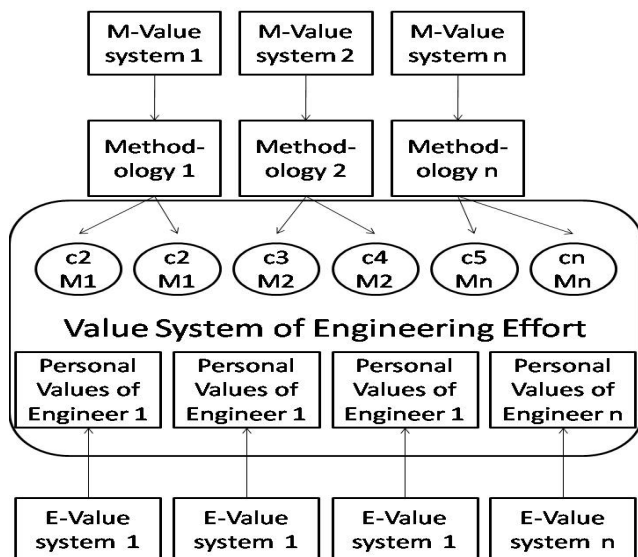 M-Value
system 1
M-Value
system 2
M-Value
system n
Method-
ology 1
Method-
ology 2
Method-
ology n
c2
M1
c2
M1
c3
M2
c4
M2
c5
Mn
cn
Mn
Value System of Engineering Effort
Personal
Values of
Engineer 1
Personal
Values of
Engineer 1
Personal
Values of
Engineer 1
Personal
Values of
Engineer n
E-Value
system 1
E-Value
system 1
E-Value
system 1
E-Value
system n